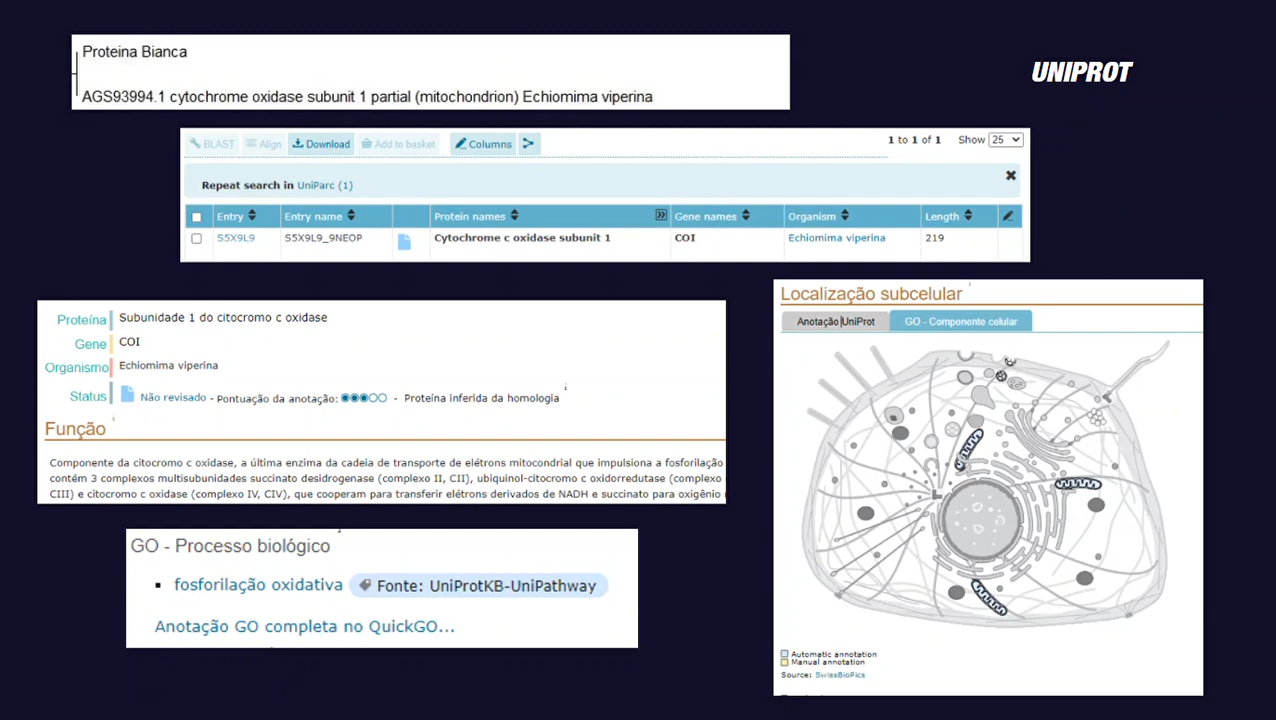 Proteina Bianca
UNIPROT
AGS93994.1 cytochrome oxidase subunit 1 partial (mitochondrion) Echiomima viperina
BLAST Align Download Add to basket Columns 1 to 1 of 1 Show 25
Repeat search in UniParc (1)
Entry Entry name Protein names Gene names Organism Length
S5X9L9 S5X9L9_9NEOP Cytochrome c oxidase subunit 1 COI Echiomima viperina 219
Proteína Subunidade 1 do citocromo c oxidase
Gene COI
Organismo Echiomima viperina
Status Não revisado - Pontuação da anotação: - Proteína inferida da homologia
Função
Componente da citocromo c oxidase, a última enzima da cadeia de transporte de elétrons mitocondrial que impulsiona a fosforilação
contém 3 complexos multisubunidades succinato desidrogenase (complexo II, CII), ubiquinol-citocromo c oxidorredutase (complexo
CIII) e citocromo c oxidase (complexo IV, CIV), que cooperam para transferir elétrons derivados de NADH e succinato para oxigênio
GO - Processo biológico
fosforilação oxidativa Fonte: UniProtKB-UniPathway
Anotação GO completa no QuickGO...
Localização subcelular
Anotação UniProt GO - Componente celular
Automatic annotation
Manual annotation
Source: SwissBioPics